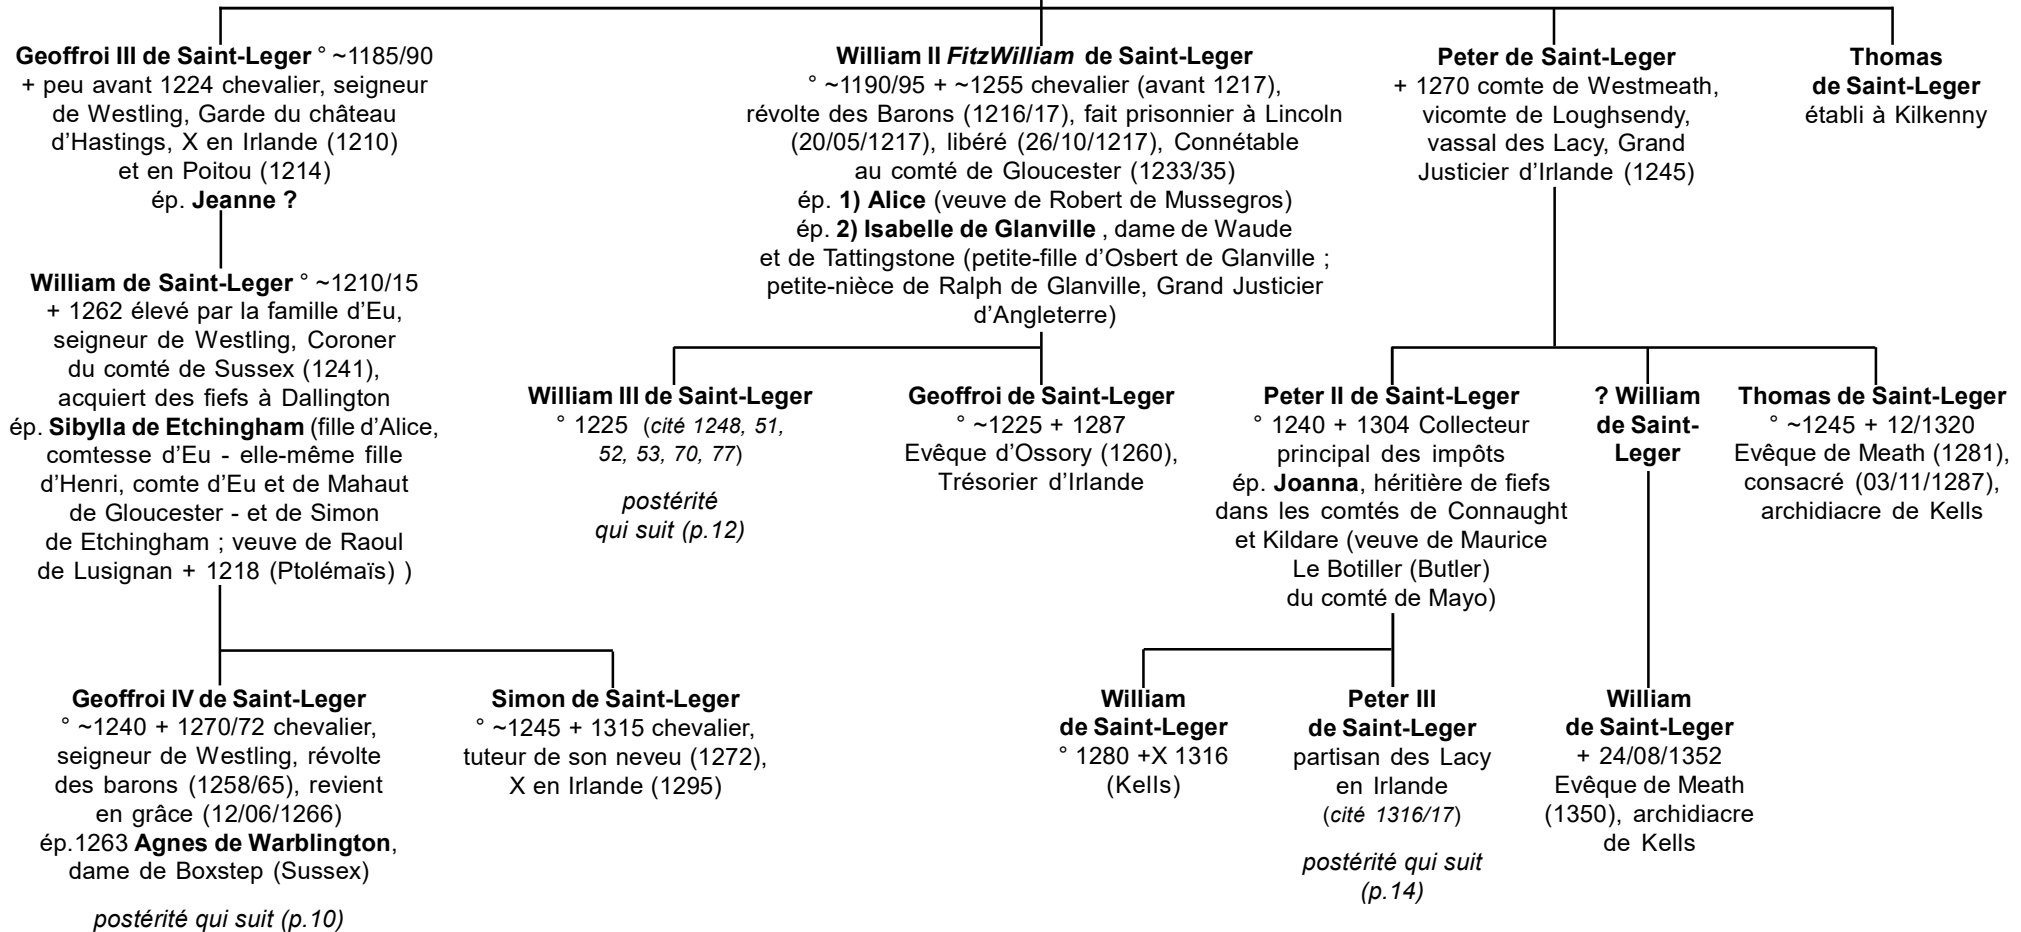 Geoffroi III de Saint-Leger ° ~1185/90
+ peu avant 1224 chevalier, seigneur
de Westling, Garde du château
d'Hastings, X en Irlande (1210)
et en Poitou (1214)
ép. Jeanne ?
William II FitzWilliam de Saint-Leger
° ~1190/95 + ~1255 chevalier (avant 1217),
révolte des Barons (1216/17), fait prisonnier à Lincoln
(20/05/1217), libéré (26/10/1217), Connétable
au comté de Gloucester (1233/35)
ép. 1) Alice (veuve de Robert de Mussegros)
ép. 2) Isabelle de Glanville , dame de Waude
et de Tattingstone (petite-fille d'Osbert de Glanville ;
petite-nièce de Ralph de Glanville, Grand Justicier
d'Angleterre)
Peter de Saint-Leger
+ 1270 comte de Westmeath,
vicomte de Loughsendy,
vassal des Lacy, Grand
Justicier d'Irlande (1245)
Thomas
de Saint-Leger
établi à Kilkenny
William de Saint-Leger ° ~1210/15
+ 1262 élevé par la famille d'Eu,
seigneur de Westling, Coroner
du comté de Sussex (1241),
acquiert des fiefs à Dallington
ép. Sibylla de Etchingham (fille d'Alice,
comtesse d'Eu - elle-même fille
d'Henri, comte d'Eu et de Mahaut
de Gloucester - et de Simon
de Etchingham ; veuve de Raoul
de Lusignan + 1218 (Ptolémaïs) )
William III de Saint-Leger
° 1225 (cité 1248, 51,
52, 53, 70, 77)
postérité
qui suit (p.12)
Geoffroi de Saint-Leger
° ~1225 + 1287
Evêque d'Ossory (1260),
Trésorier d'Irlande
Peter II de Saint-Leger
° 1240 + 1304 Collecteur
principal des impôts
ép. Joanna, héritière de fiefs
dans les comtés de Connaught
et Kildare (veuve de Maurice
Le Botiller (Butler)
du comté de Mayo)
? William
de Saint-
Leger
Thomas de Saint-Leger
° ~1245 + 12/1320
Evêque de Meath (1281),
consacré (03/11/1287),
archidiacre de Kells
Geoffroi IV de Saint-Leger
° ~1240 + 1270/72 chevalier,
seigneur de Westling, révolte
des barons (1258/65), revient
en grâce (12/06/1266)
ép.1263 Agnes de Warblington,
dame de Boxstep (Sussex)
postérité qui suit (p.10)
Simon de Saint-Leger
° ~1245 + 1315 chevalier,
tuteur de son neveu (1272),
X en Irlande (1295)
William
de Saint-Leger
° 1280 +X 1316
(Kells)
Peter III
de Saint-Leger
partisan des Lacy
en Irlande
(cité 1316/17)
postérité qui suit
(p.14)
William
de Saint-Leger
+ 24/08/1352
Evêque de Meath
(1350), archidiacre
de Kells